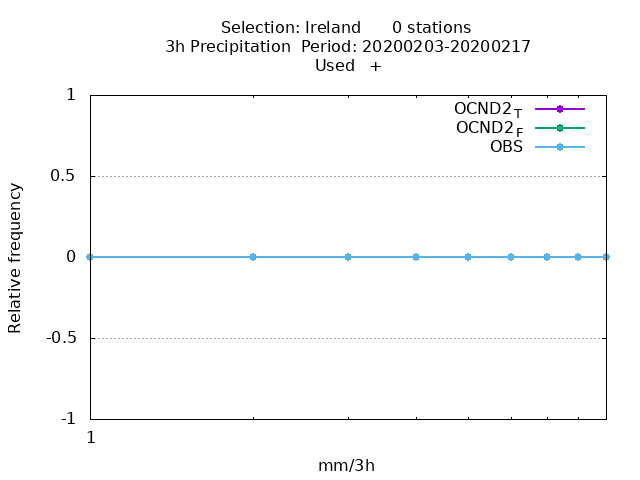 Selection: Ireland 0 stations
3h Precipitation Period: 20200203-20200217
Used +
1
OCND2T
OCND2F
OBS
0.5
0
-0.5
-1
Relative frequency
1
mm/3h